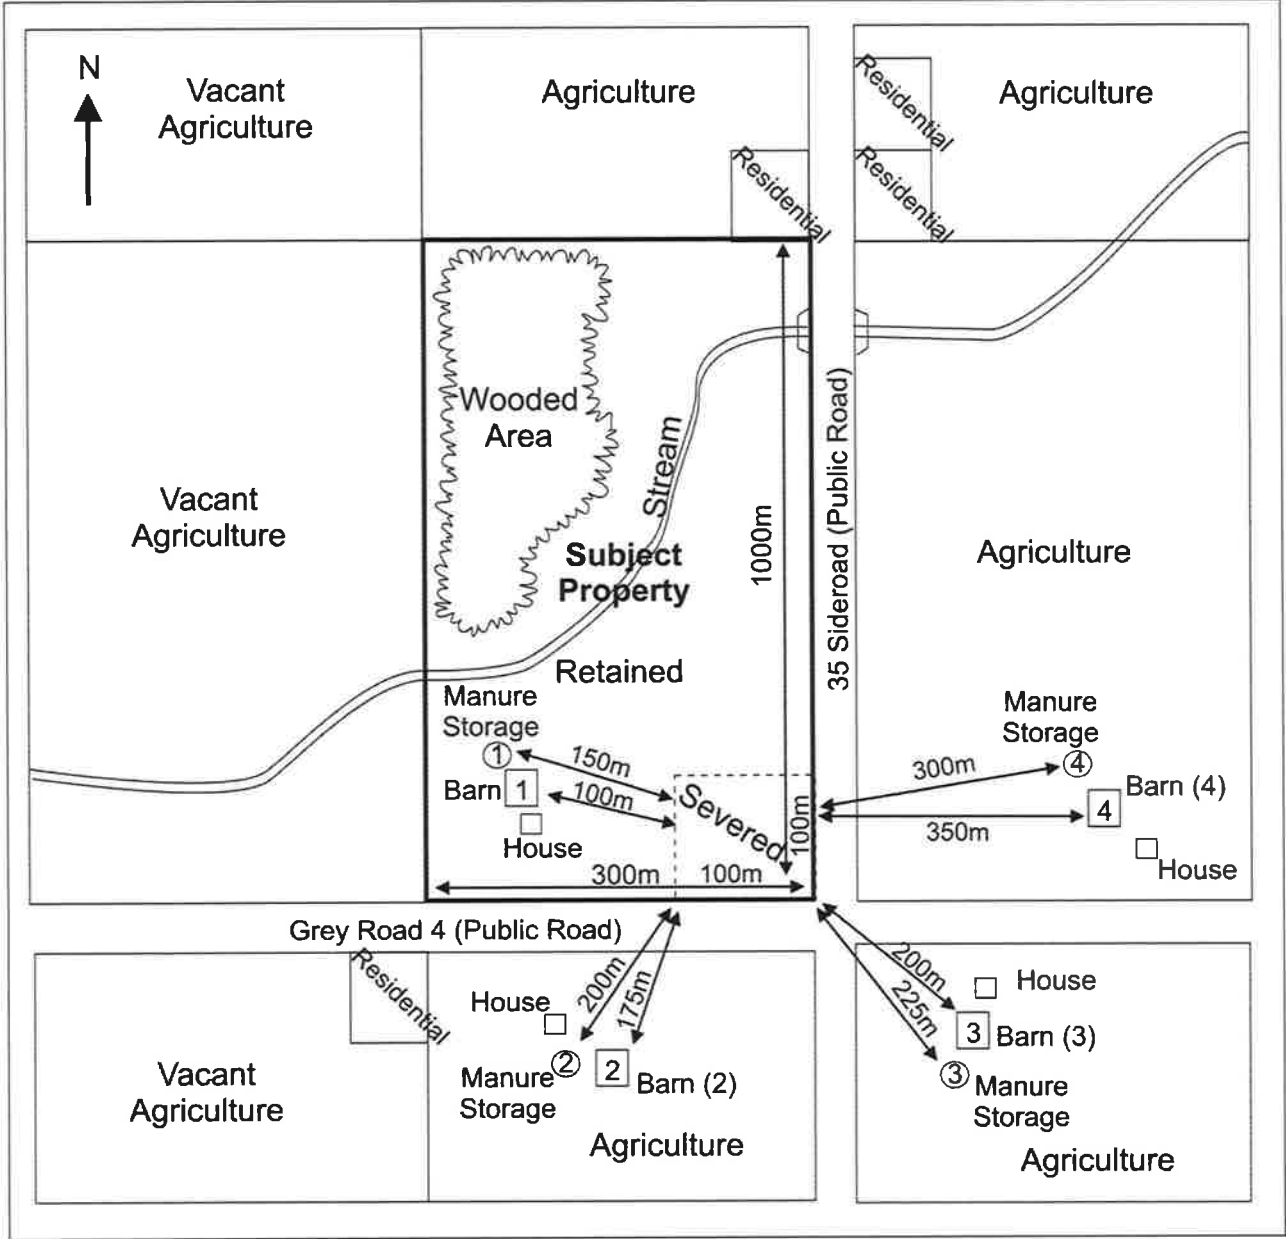 N
Vacant
Agriculture
Agriculture
Residential
Agriculture
Residential
Residential
Wooded
Area
Stream
1000m
35 Sideroad (Public Road)
Vacant
Agriculture
Subject
Property
Agriculture
Retained
Manure
Storage
1
150m
Barn
1
100m
House
Severed
100m
300m
100m
Manure
Storage
4
300m
Barn (4)
4
350m
House
Grey Road 4 (Public Road)
Residential
House
200m
175m
200m
225m
House
3
Barn (3)
2
2
Barn (2)
Manure
Storage
3
Manure
Storage
Vacant
Agriculture
Agriculture
Agriculture